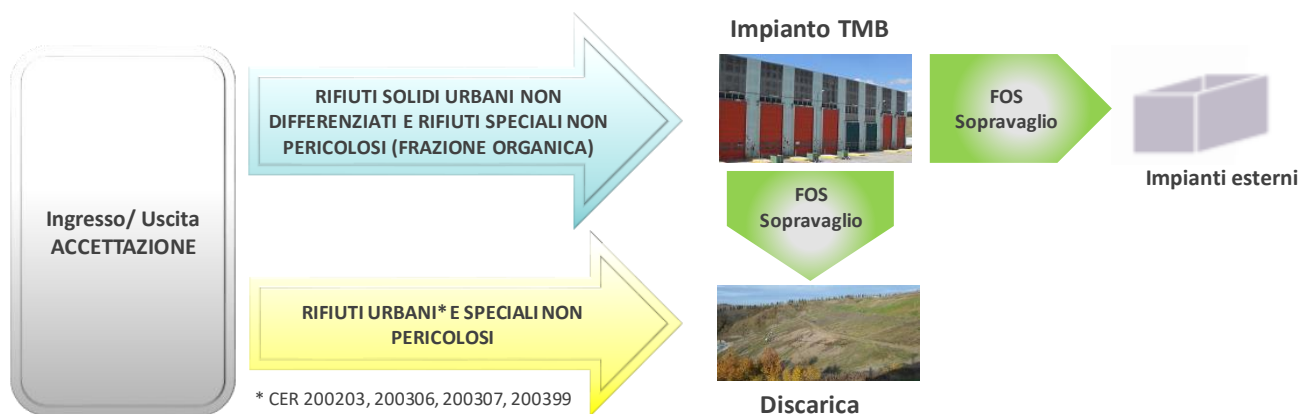 Impianto TMB
RIFIUTI SOLIDI URBANI NON
DIFFERENZIATI E RIFIUTI SPECIALI NON
PERICOLOSI (FRAZIONE ORGANICA)
FOS
Sopravaglio
Impianti esterni
Ingresso/ Uscita
ACCETTAZIONE
FOS
Sopravaglio
RIFIUTI URBANI* E SPECIALI NON
PERICOLOSI
* CER 200203, 200306, 200307, 200399
Discarica